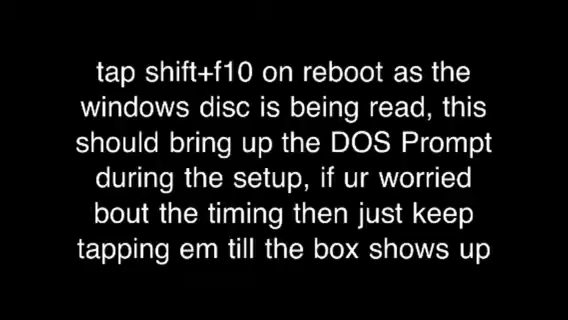 tap shift+f10 on reboot as the
windows disc is being read, this
should bring up the DOS Prompt
during the setup, if ur worried
bout the timing then just keep
tapping em till the box shows up